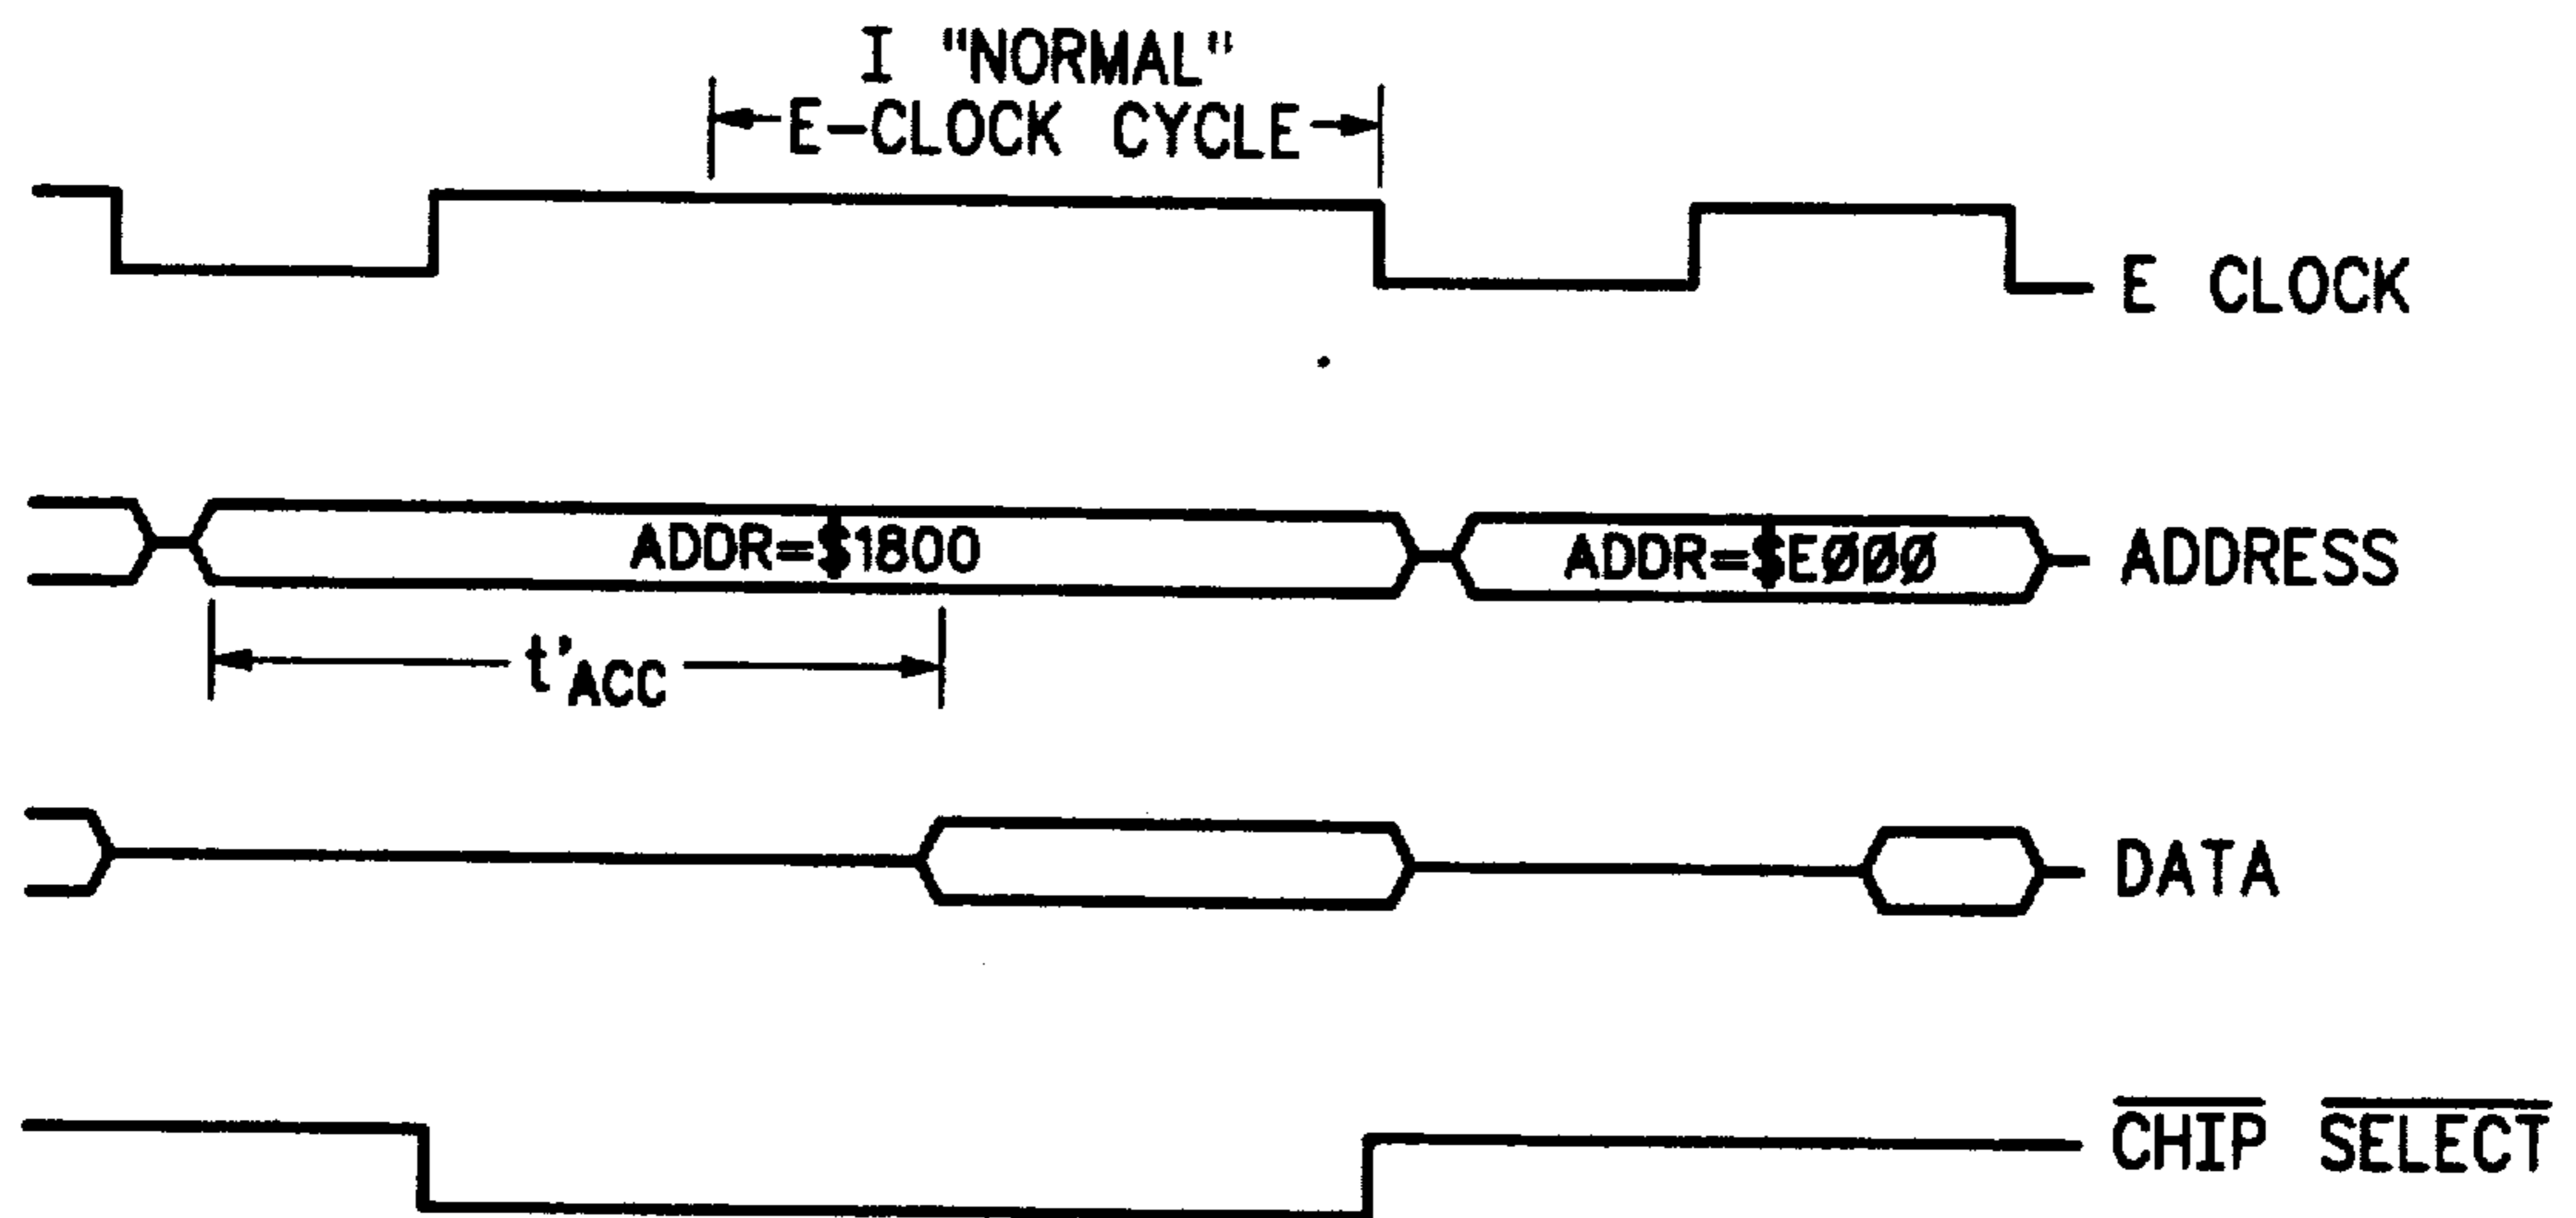 I "NORMAL"
E-CLOCK CYCLE
E CLOCK
ADDR=$1800
ADDR=$EØØØ
ADDRESS
t'ACC
DATA
CHIP SELECT